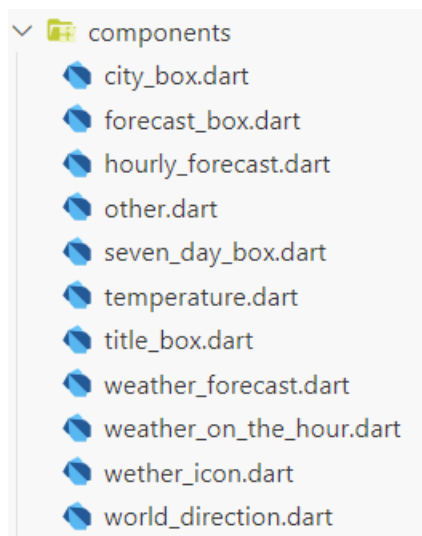 components
city_box.dart
forecast_box.dart
hourly_forecast.dart
other.dart
seven_day_box.dart
temperature.dart
title_box.dart
weather_forecast.dart
weather_on_the_hour.dart
wether_icon.dart
world_direction.dart